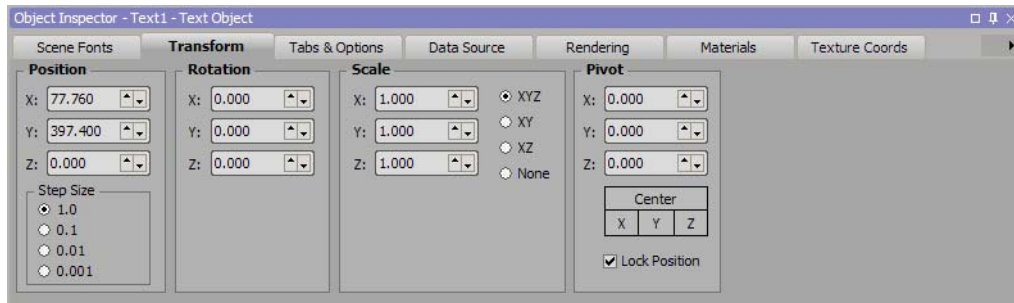 Object Inspector - Text1 - Text Object
Scene Fonts Transform Tabs & Options Data Source Rendering Materials Texture Coords
Position
X: 77.760
Y: 397.400
Z: 0.000
Step Size
1.0
0.1
0.01
0.001
Rotation
X: 0.000
Y: 0.000
Z: 0.000
Scale
X: 1.000
Y: 1.000
Z: 1.000
XYZ
XY
XZ
None
Pivot
X: 0.000
Y: 0.000
Z: 0.000
Center
X Y Z
Lock Position